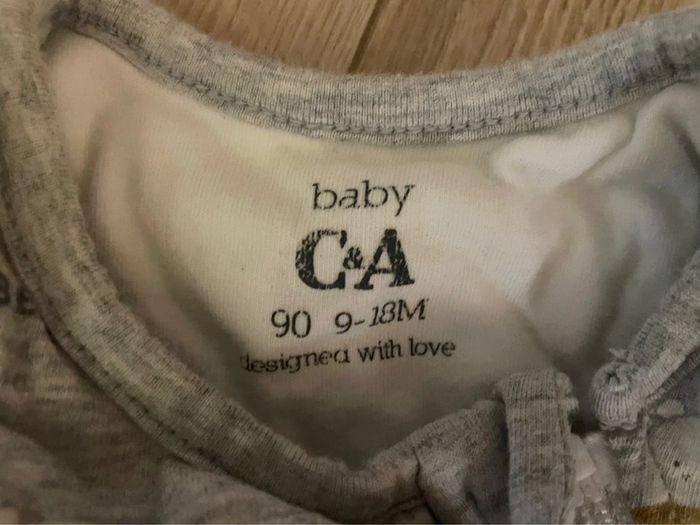 baby
C&A
90 9-18M
designed with love